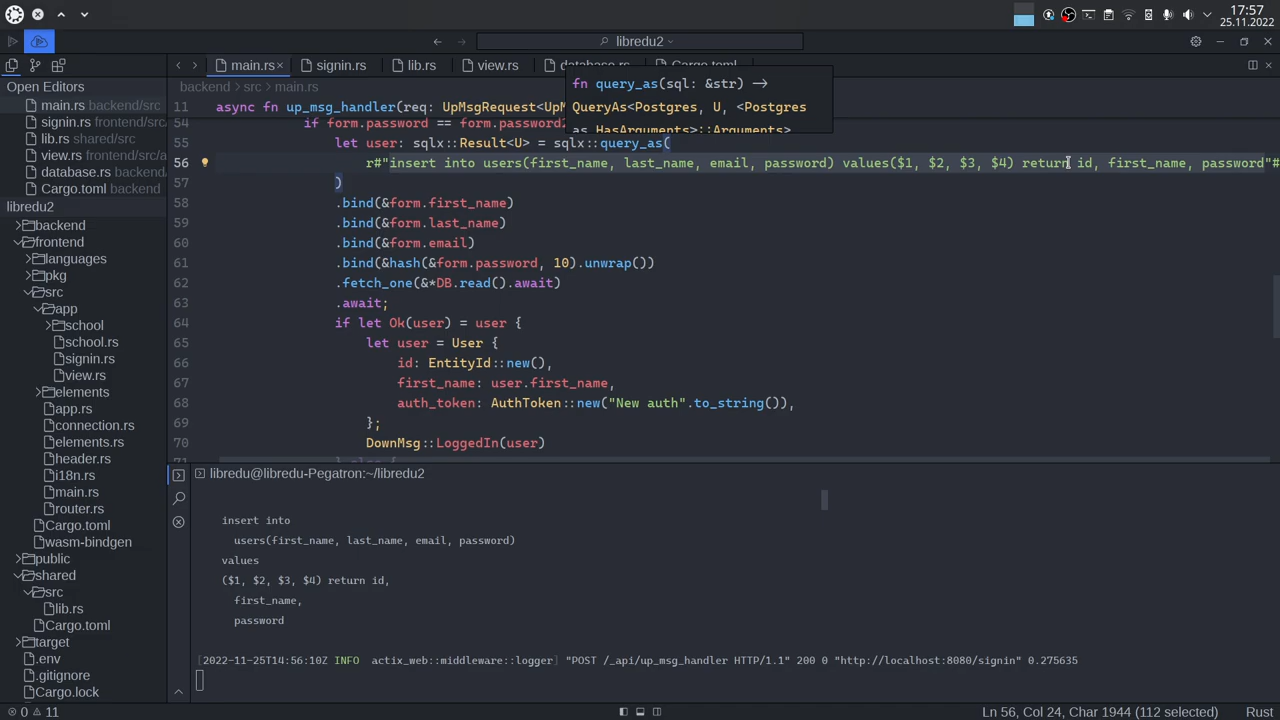 17:57
25.11.2022
libredu2
main.rs
signin.rs
lib.rs
view.rs
database.rs
Cargo.toml
Open Editors
main.rs backend/src
signin.rs frontend/src
lib.rs shared/src
view.rs frontend/src
database.rs backend
Cargo.toml
libredu2
backend
frontend
languages
pkg
src
app
school
school.rs
signin.rs
view.rs
elements
app.rs
connection.rs
elements.rs
header.rs
i18n.rs
main.rs
router.rs
Cargo.toml
wasm-bindgen
public
shared
src
lib.rs
Cargo.toml
target
.env
.gitignore
Cargo.lock
backend › src › main.rs
fn query_as(sql: &str) ->
QueryAs<Postgres, U, <Postgres
as HasArguments>::Arguments>
11 async fn up_msg_handler(req: UpMsgRequest<UpM
54 if form.password == form.password2
55 let user: sqlx::Result<U> = sqlx::query_as(
56 r#"insert into users(first_name, last_name, email, password) values($1, $2, $3, $4) return id, first_name, password"#
57 )
58 .bind(&form.first_name)
59 .bind(&form.last_name)
60 .bind(&form.email)
61 .bind(&hash(&form.password, 10).unwrap())
62 .fetch_one(&*DB.read().await)
63 .await;
64 if let Ok(user) = user {
65 let user = User {
66 id: EntityId::new(),
67 first_name: user.first_name,
68 auth_token: AuthToken::new("New auth".to_string()),
69 };
70 DownMsg::LoggedIn(user)
71 } else {
libredu@libredu-Pegatron:~/libredu2
insert into
users(first_name, last_name, email, password)
values
($1, $2, $3, $4) return id,
first_name,
password
[2022-11-25T14:56:10Z INFO actix_web::middleware::logger] "POST /_api/up_msg_handler HTTP/1.1" 200 0 "http://localhost:8080/signin" 0.275635
0 11
Ln 56, Col 24, Char 1944 (112 selected)
Rust